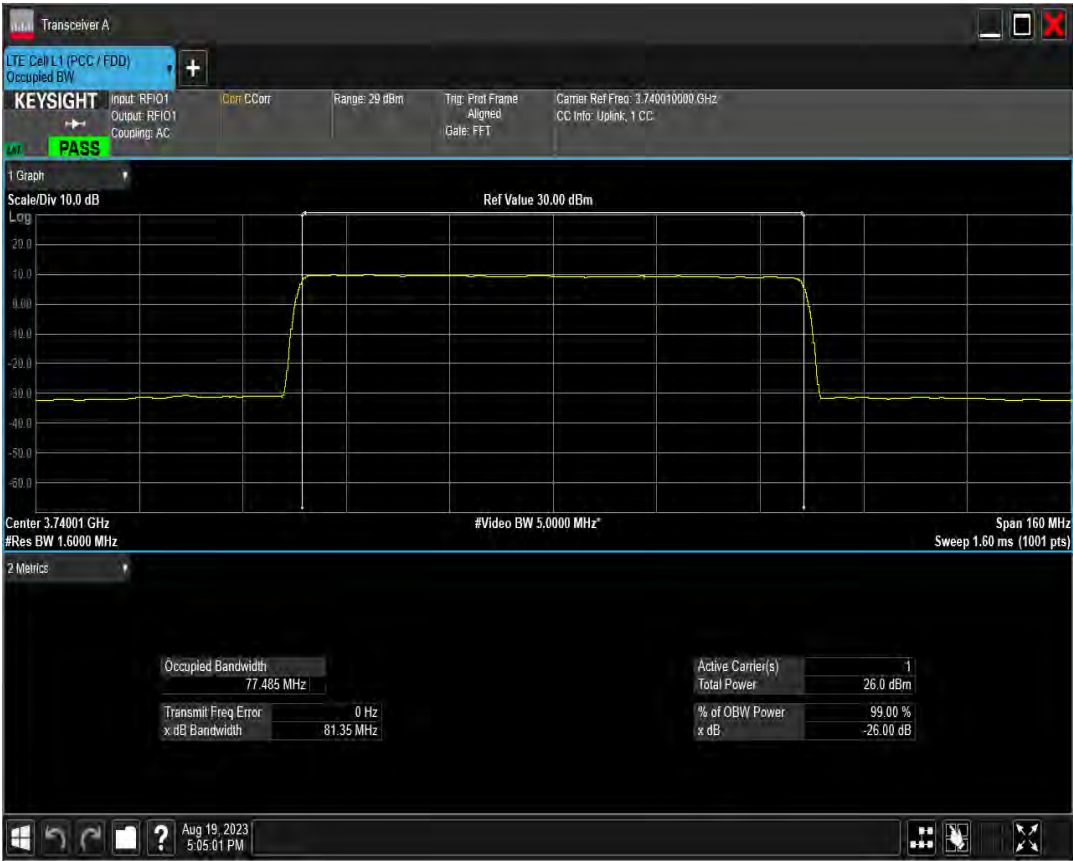 Transceiver A
LTE Cell L1 (PCC / FDD)
Occupied BW
KEYSIGHT
Input: RFIO1
Output: RFIO1
Coupling: AC
Corr CCorr
Range: 29 dBm
Trig: Prot Frame
Aligned
Gate: FFT
Carrier Ref Freq: 3.740010000 GHz
CC Info: Uplink, 1 CC
PASS
1 Graph
Scale/Div 10.0 dB
Ref Value 30.00 dBm
Log
20.0
10.0
0.00
-10.0
-20.0
-30.0
-40.0
-50.0
-60.0
Center 3.74001 GHz
#Video BW 5.0000 MHz*
Span 160 MHz
#Res BW 1.6000 MHz
Sweep 1.60 ms (1001 pts)
2 Metrics
Occupied Bandwidth
77.485 MHz
Transmit Freq Error 0 Hz
x dB Bandwidth 81.35 MHz
Active Carrier(s) 1
Total Power 26.0 dBm
% of OBW Power 99.00 %
x dB -26.00 dB
?
Aug 19, 2023
5:05:01 PM